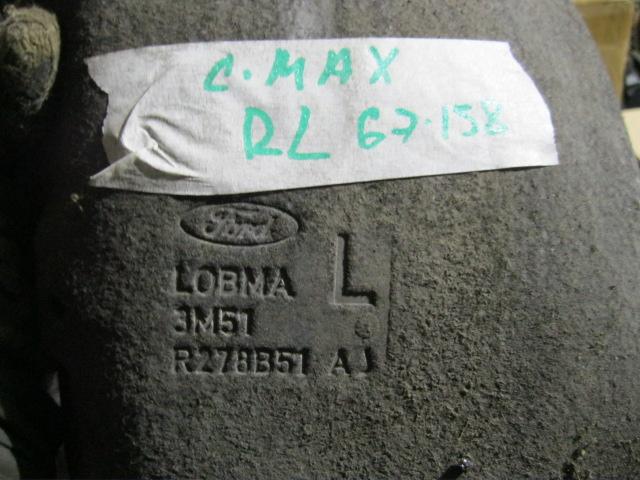 C·MAX
RL 67·158
Ford
LOBMA L
3M51
R278B51 AJ